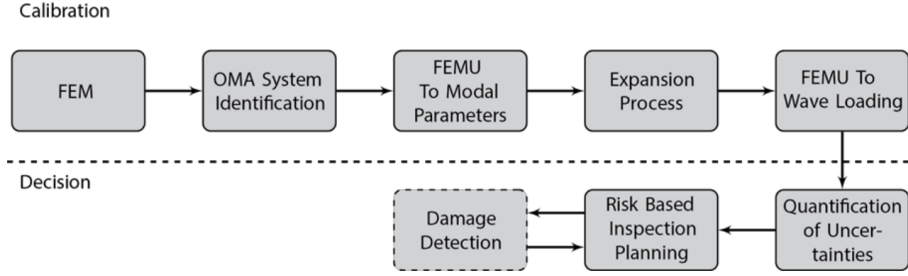 Calibration
FEM
OMA System
Identification
FEMU
To Modal
Parameters
Expansion
Process
FEMU To
Wave Loading
Decision
Damage
Detection
Risk Based
Inspection
Planning
Quantification
of Uncer-
tainties